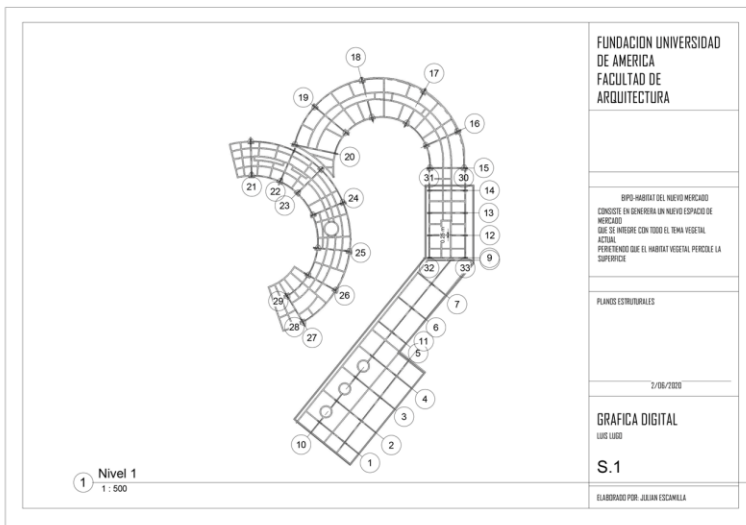 18
17
19
16
20
15
21
22
23
31
30
14
24
13
12
25
32
33
9
26
29
28
27
7
6
11
5
4
3
10
2
1
1
Nivel 1
1 : 500
FUNDACION UNIVERSIDAD
DE AMERICA
FACULTAD DE
ARQUITECTURA
BIPO-HABITAT DEL NUEVO MERCADO
CONSISTE EN GENERERA UN NUEVO ESPACIO DE
MERCADO
QUE SE INTEGRE CON TODO EL TEMA VEGETAL
ACTUAL
PERETIENDO QUE EL HABITAT VEGETAL PERCOLE LA
SUPERFICIE
PLANOS ESTRUTURALES
2/06/2020
GRAFICA DIGITAL
LUIS LUGO
S.1
ELABORADO POR: JULIAN ESCAMILLA